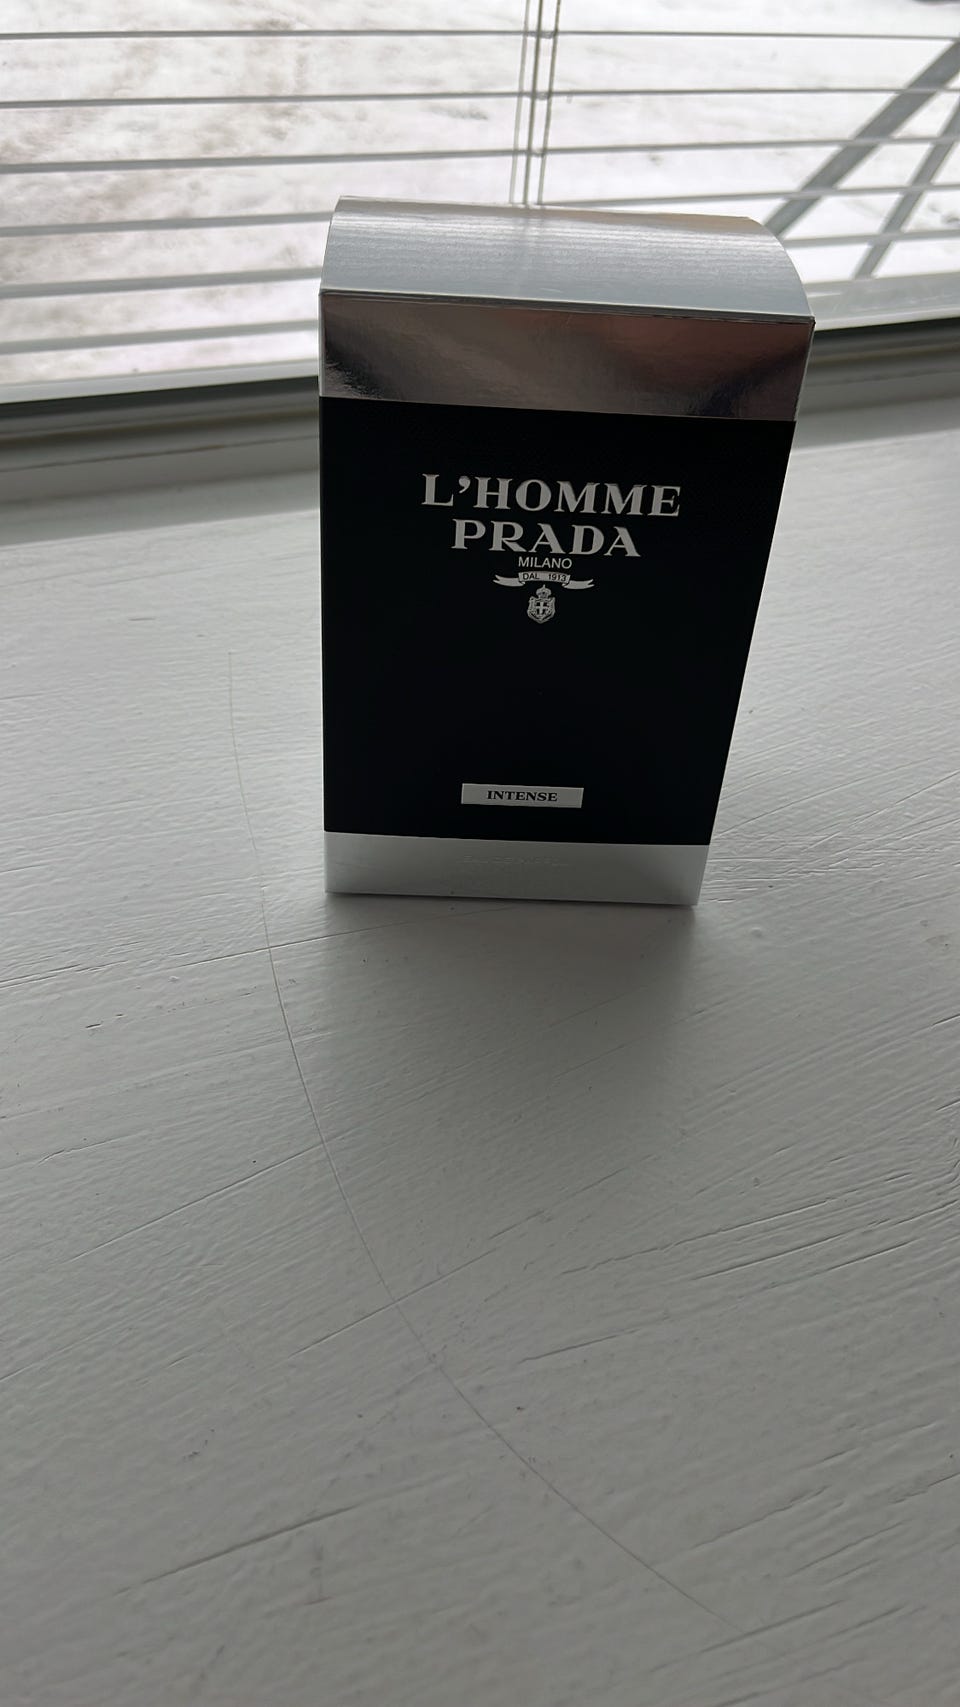 L'HOMME
PRADA
MILANO
DAL 1913
INTENSE